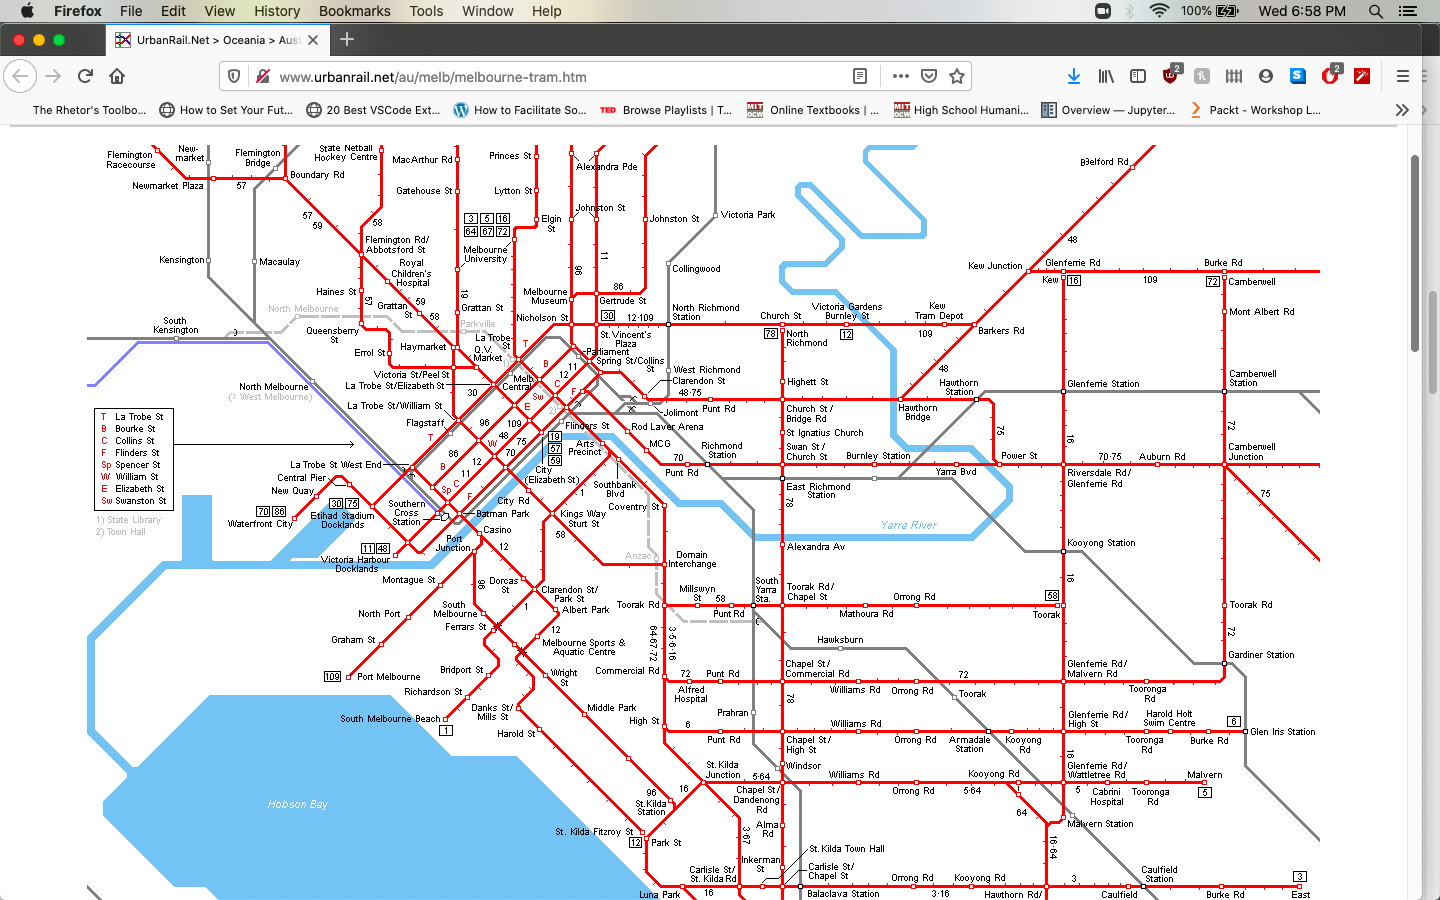 Firefox File Edit View History Bookmarks Tools Window Help 100% Wed 6:58 PM
UrbanRail.Net > Oceania > Aust
www.urbanrail.net/au/melb/melbourne-tram.htm
2
2
The Rhetor's Toolbo...
How to Set Your Fut...
20 Best VSCode Ext...
How to Facilitate So...
TED Browse Playlists | T...
MIT OCW Online Textbooks | ...
MIT OCW High School Humani...
Overview — Jupyter...
Packt - Workshop L...
Flemington
Racecourse
New-
market
Flemington
Bridge
State Netball
Hockey Centre
MacArthur Rd
Princes St
Alexandra Pde
Belford Rd
Newmarket Plaza
57
Boundary Rd
Gatehouse St
Lytton St
57
59
58
3 5 16
64 67 72
Elgin
St
Johnston St
Johnston St
Victoria Park
Flemington Rd/
Abbotsford St
Melbourne
University
48
Kensington
Macaulay
Royal
Children's
Hospital
19
96
11
Collingwood
Kew Junction
Glenferrie Rd
Burke Rd
Kew
16
109
72
Camberwell
Haines St
57
59
58
Grattan
St
Grattan St
Melbourne
Museum
86
Gertrude St
North Melbourne
Parkville
Nicholson St
30
12·109
North Richmond
Station
Church St
Victoria Gardens
Burnley St
Kew
Tram Depot
Mont Albert Rd
South
Kensington
Queensberry
St
78
North
Richmond
12
109
Barkers Rd
Errol St
Haymarket
La Trobe
Q.V.
Market
St.Vincent's
Plaza
Parliament
Spring St/Collins
St
West Richmond
Clarendon St
48·75
48
Hawthorn
Station
Glenferrie Station
Camberwell
Station
Victoria St/Peel St
La Trobe St/Elizabeth St
30
Melb
Central
Highett St
North Melbourne
(> West Melbourne)
La Trobe St/William St
Jolimont
Punt Rd
Church St/
Bridge Rd
Hawthorn
Bridge
T La Trobe St
B Bourke St
C Collins St
F Flinders St
Sp Spencer St
W William St
E Elizabeth St
Sw Swanston St
1) State Library
2) Town Hall
Flagstaff
96
109
48
75
70
86
11
12
Flinders St
Rod Laver Arena
St Ignatius Church
75
16
72
19
57
59
Arts
Precinct
MCG
Richmond
Station
Swan St/
Church St
Burnley Station
Power St
70·75
Auburn Rd
Camberwell
Junction
La Trobe St West End
Central Pier
New Quay
City
(Elizabeth St)
70
Punt Rd
Yarra Bvd
Riversdale Rd/
Glenferrie Rd
Southbank
Blvd
East Richmond
Station
75
30 75
70 86
Waterfront City
Etihad Stadium
Docklands
Southern
Cross
Station
City Rd
Batman Park
1
Coventry St
78
Yarra River
Casino
Kings Way
Sturt St
58
11 48
Victoria Harbour
Docklands
Port
Junction
12
Anzac
Domain
Interchange
Alexandra Av
Kooyong Station
Montague St
96
Dorcas
St
Clarendon St/
Park St
Millswyn
St
58
South
Yarra
Sta.
Toorak Rd/
Chapel St
Orrong Rd
16
58
North Port
South
Melbourne
1
Albert Park
Toorak Rd
Punt Rd
Mathoura Rd
Toorak
Toorak Rd
Graham St
Ferrars St
12
Melbourne Sports &
Aquatic Centre
64·67·72
3·5·6·16
Hawksburn
72
Gardiner Station
109
Port Melbourne
Bridport St
Wright
St
Commercial Rd
72
Punt Rd
Chapel St/
Commercial Rd
72
Glenferrie Rd/
Malvern Rd
Richardson St
Alfred
Hospital
78
Williams Rd
Orrong Rd
Toorak
Tooronga
Rd
South Melbourne Beach
1
Danks St/
Mills St
Middle Park
High St
6
Prahran
Williams Rd
Glenferrie Rd/
High St
Harold Holt
Swim Centre
6
Harold St
Punt Rd
Chapel St/
High St
Orrong Rd
Armadale
Station
Kooyong
Rd
Tooronga
Rd
Burke Rd
Glen Iris Station
St. Kilda
Junction
5·64
Windsor
Williams Rd
Kooyong Rd
16
Glenferrie Rd/
Wattletree Rd
Malvern
16
Chapel St/
Dandenong
Rd
Orrong Rd
5·64
5
Cabrini
Hospital
Tooronga
Rd
5
96
St.Kilda
Station
Hobson Bay
64
Malvern Station
St. Kilda Fitzroy St
Alma
Rd
12
Park St
3·67
16·64
Inkerman
St
St.Kilda Town Hall
Carlisle St/
St.Kilda Rd
Carlisle St/
Chapel St
Caulfield
Station
3
3
Luna Park
16
Balaclava Station
3·16
Orrong Rd
Kooyong Rd
Hawthorn Rd/
Caulfield
Burke Rd
East